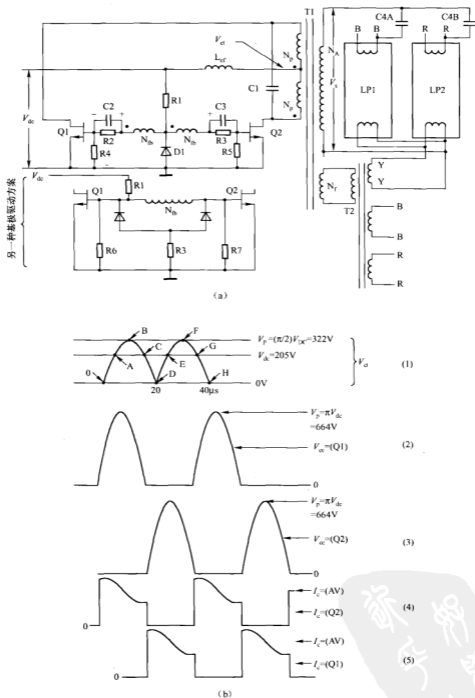 T1
C4A
C4B
B B R R
V_ct
L_ef
N_p
C1
N_p
N_A
V_s
LP1
LP2
R1
V_dc
C2
C3
Q1
R2
N_fb
N_fb
R3
Q2
R4
D1
R5
另一种基极驱动方案
V_dc
Q1
R1
Q2
N_fb
R6
R3
R7
N_f
T2
Y
Y
B
B
R
R
(a)
B F
V_p=(π/2)V_DC=322V
C G
V_dc=205V
A E
V_ct
(1)
0 D H
0V
20 40μs
V_p=πV_dc
=664V
V_ce=(Q1)
(2)
0
V_p=πV_dc
=664V
V_ce=(Q2)
(3)
0
I_c=(AV)
(4)
I_c=(Q2)
0
I_c=(AV)
(5)
I_c=(Q1)
0
(b)